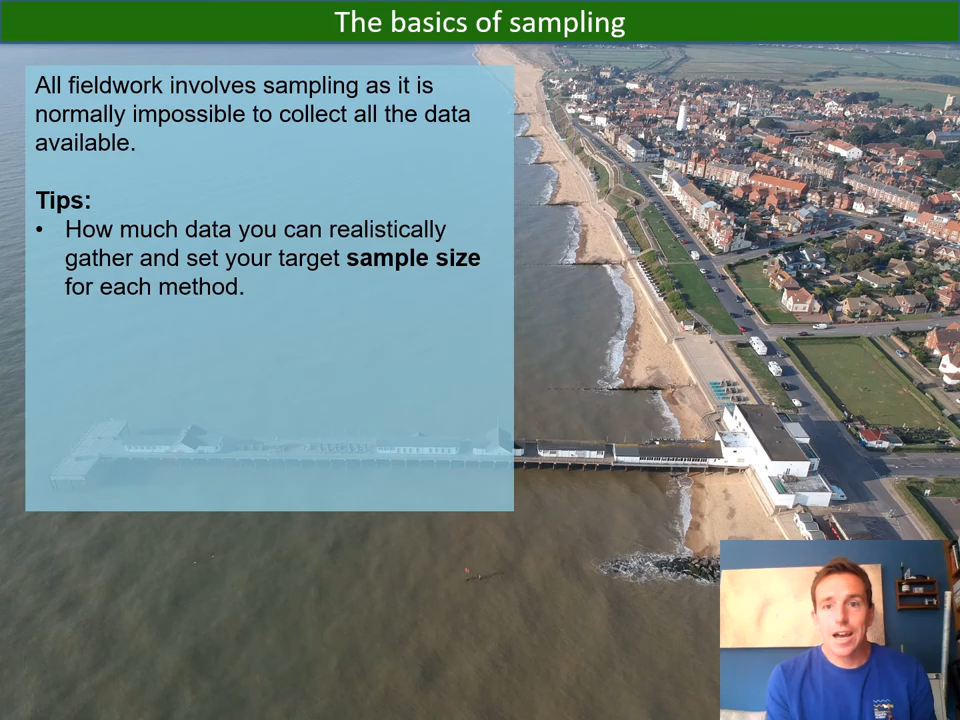 The basics of sampling
All fieldwork involves sampling as it is
normally impossible to collect all the data
available.
Tips:
• How much data you can realistically
gather and set your target sample size
for each method.